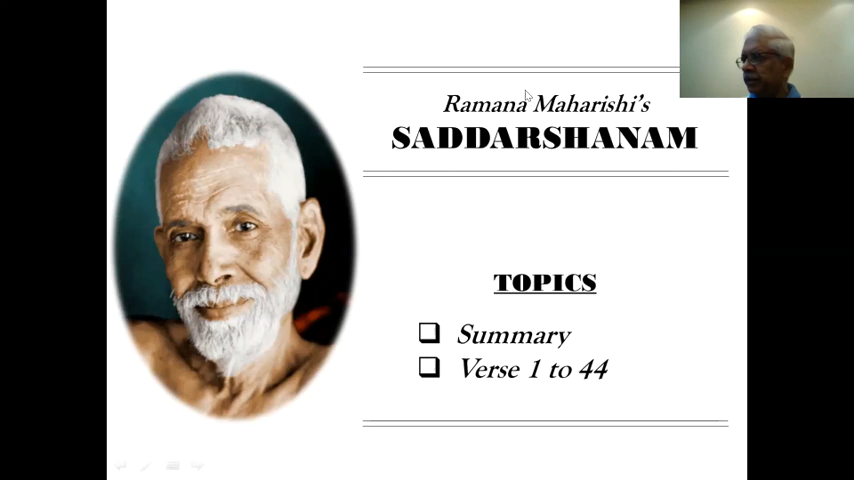 Ramana Maharishi's
SADDARSHANAM
TOPICS
Summary
Verse 1 to 44